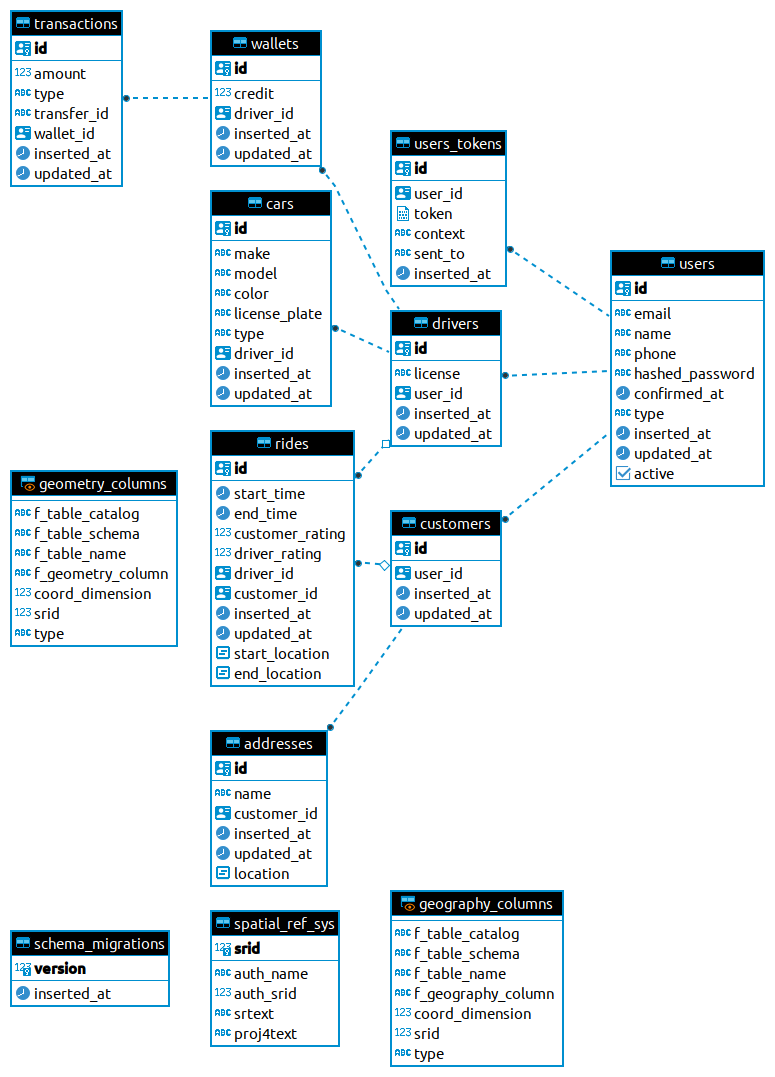 transactions
id
123 amount
ABC type
ABC transfer_id
wallet_id
inserted_at
updated_at
wallets
id
123 credit
driver_id
inserted_at
updated_at
users_tokens
id
user_id
token
ABC context
ABC sent_to
inserted_at
cars
id
ABC make
ABC model
ABC color
ABC license_plate
ABC type
driver_id
inserted_at
updated_at
users
id
ABC email
ABC name
ABC phone
ABC hashed_password
confirmed_at
ABC type
inserted_at
updated_at
active
drivers
id
ABC license
user_id
inserted_at
updated_at
rides
id
start_time
end_time
123 customer_rating
123 driver_rating
driver_id
customer_id
inserted_at
updated_at
start_location
end_location
geometry_columns
ABC f_table_catalog
ABC f_table_schema
ABC f_table_name
ABC f_geometry_column
123 coord_dimension
123 srid
ABC type
customers
id
user_id
inserted_at
updated_at
addresses
id
ABC name
customer_id
inserted_at
updated_at
location
schema_migrations
123 version
inserted_at
spatial_ref_sys
123 srid
ABC auth_name
123 auth_srid
ABC srtext
ABC proj4text
geography_columns
ABC f_table_catalog
ABC f_table_schema
ABC f_table_name
ABC f_geography_column
123 coord_dimension
123 srid
ABC type